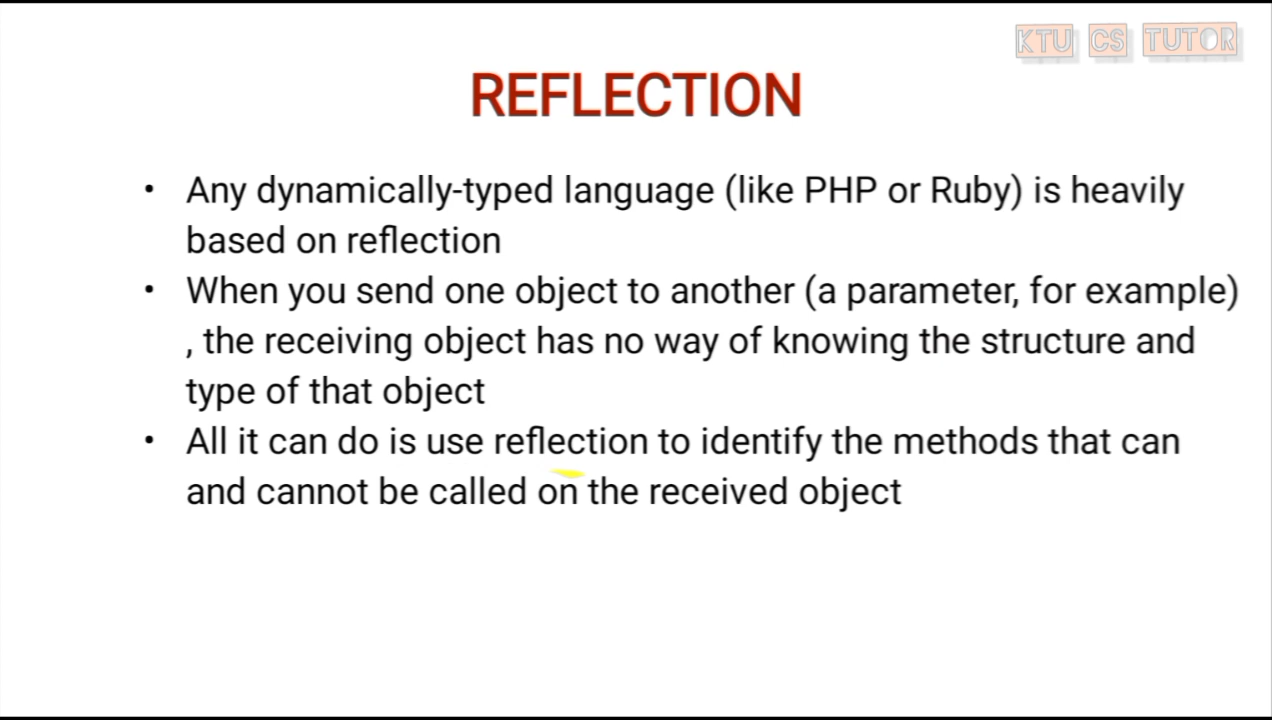 KTU CS TUTOR
REFLECTION
• Any dynamically-typed language (like PHP or Ruby) is heavily
based on reflection
• When you send one object to another (a parameter, for example)
, the receiving object has no way of knowing the structure and
type of that object
• All it can do is use reflection to identify the methods that can
and cannot be called on the received object